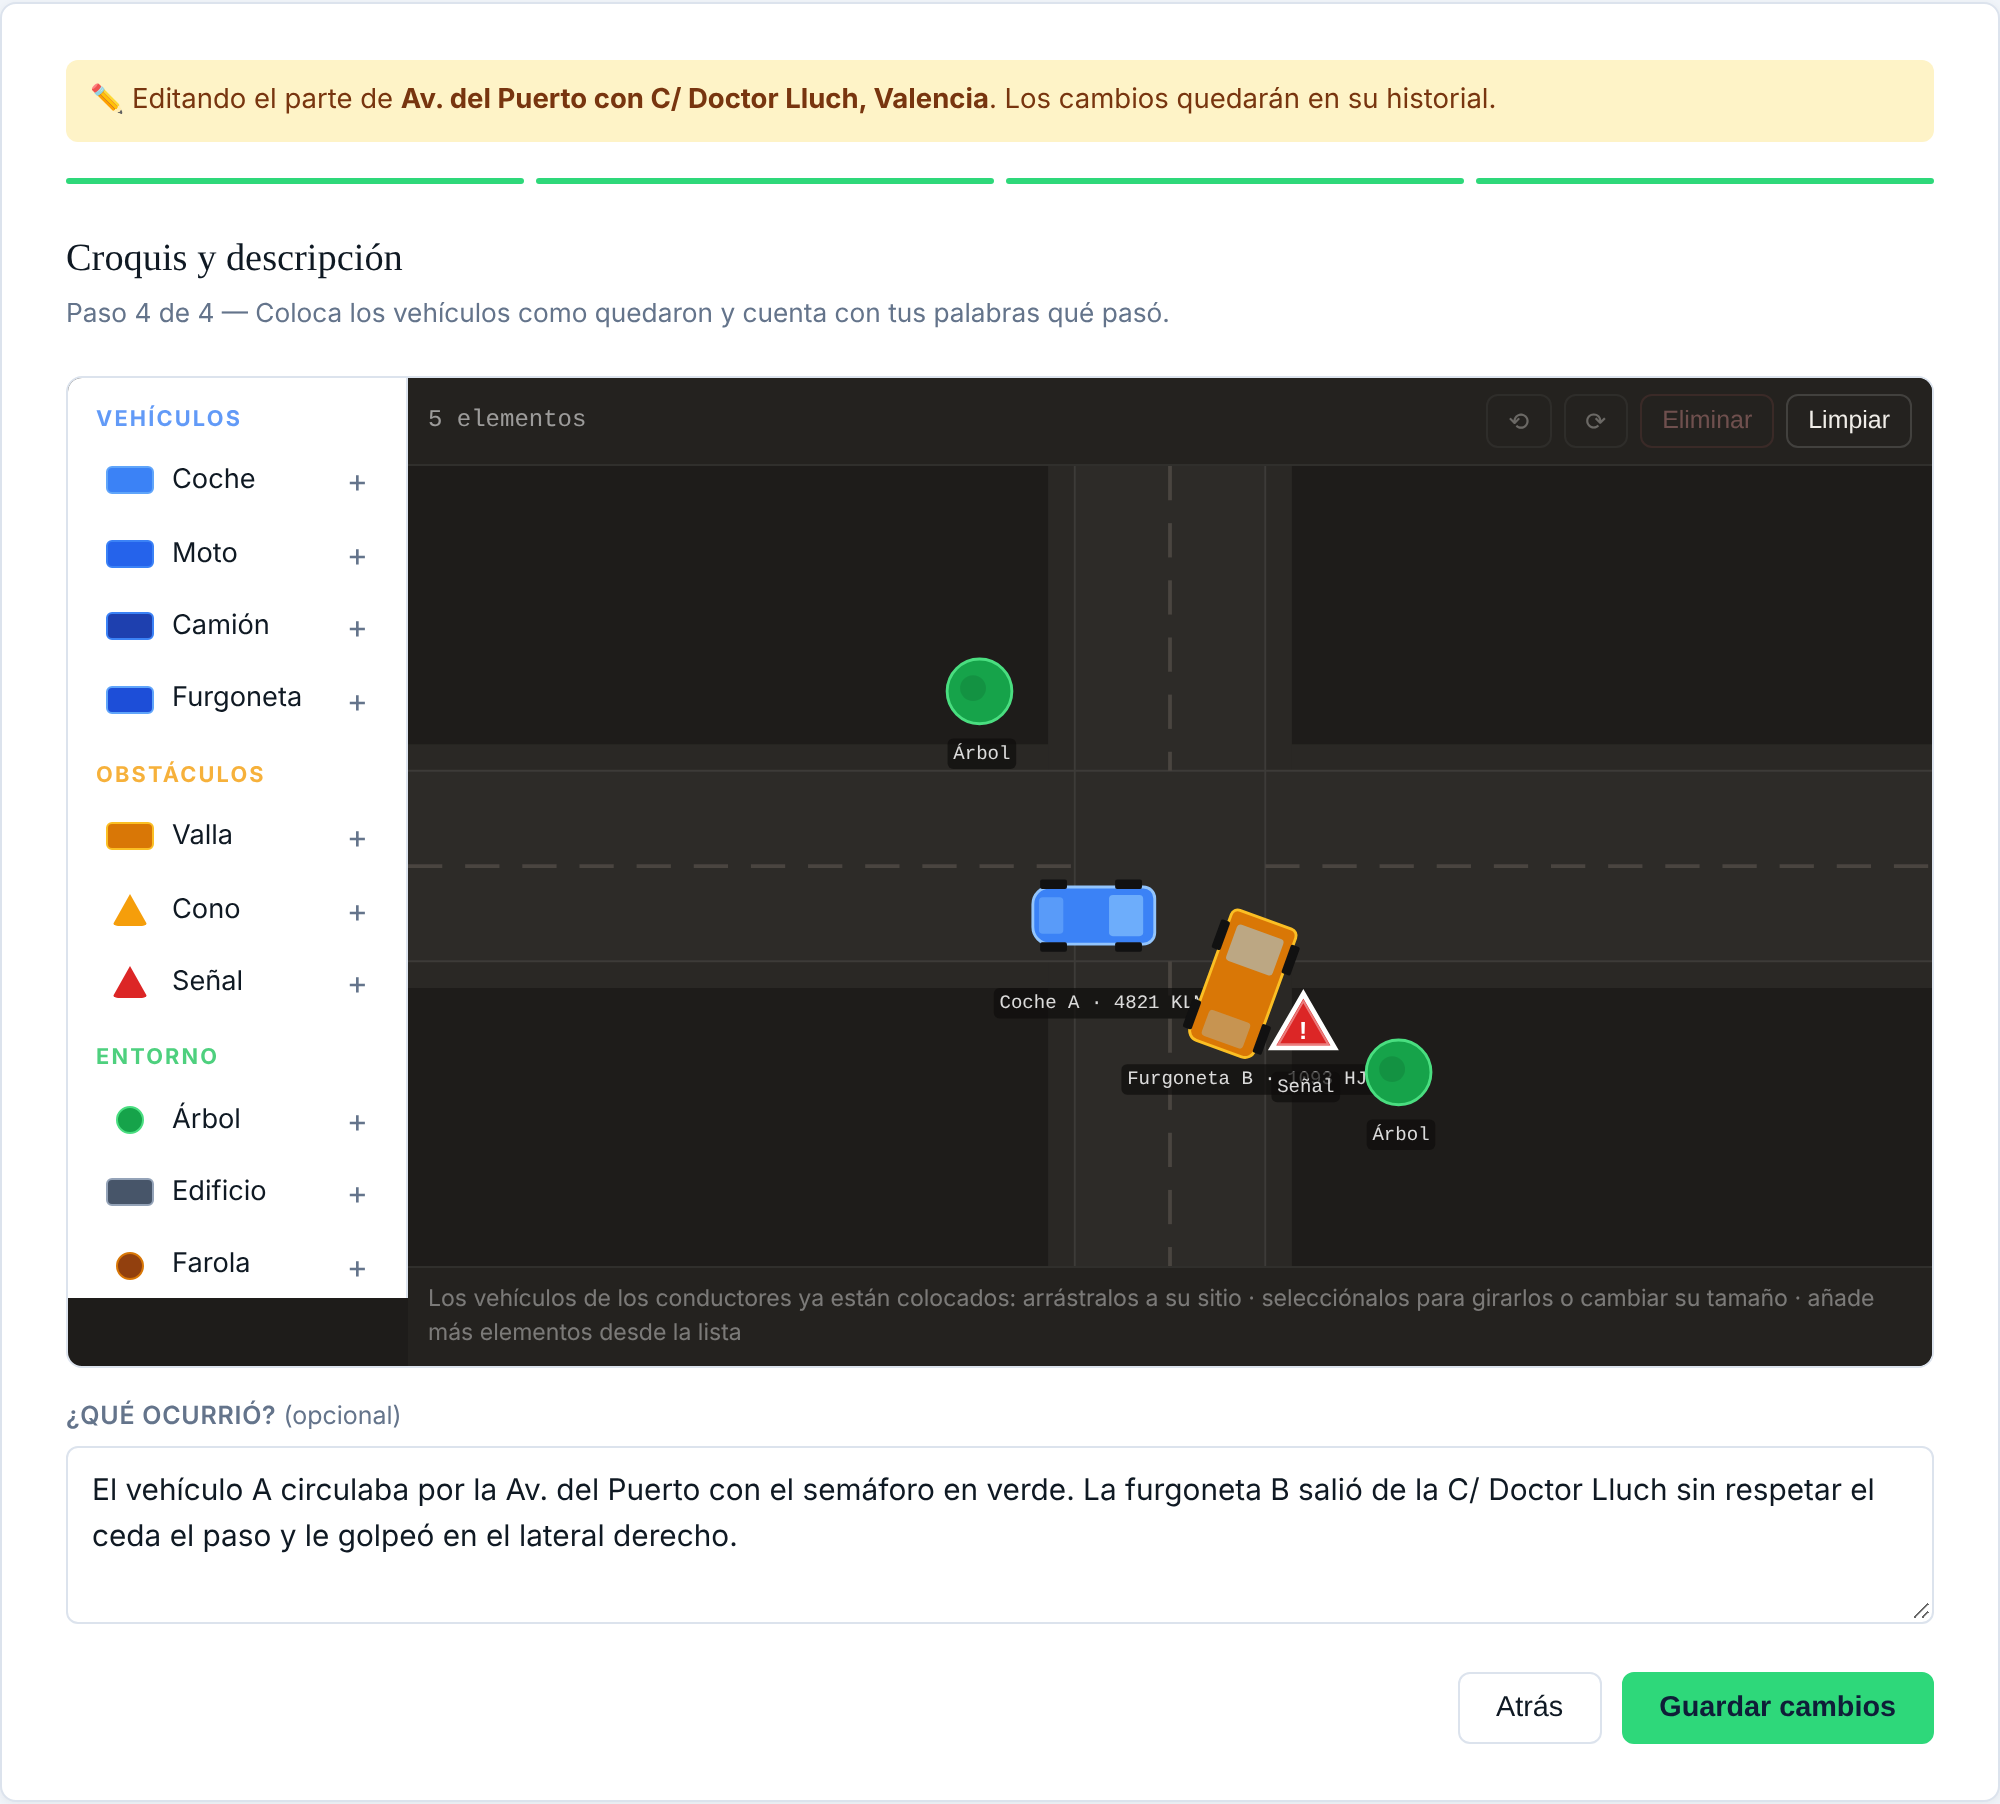 ✏️ Editando el parte de Av. del Puerto con C/ Doctor Lluch, Valencia. Los cambios quedarán en su historial.
Croquis y descripción
Paso 4 de 4 — Coloca los vehículos como quedaron y cuenta con tus palabras qué pasó.
VEHÍCULOS
Coche +
Moto +
Camión +
Furgoneta +
OBSTÁCULOS
Valla +
Cono +
Señal +
ENTORNO
Árbol +
Edificio +
Farola +
5 elementos
⟲ ⟳ Eliminar Limpiar
Árbol
Coche A · 4821
!
Furgoneta B · 1093 HJ
Señal
Árbol
Los vehículos de los conductores ya están colocados: arrástralos a su sitio · selecciónalos para girarlos o cambiar su tamaño · añade
más elementos desde la lista
¿QUÉ OCURRIÓ? (opcional)
El vehículo A circulaba por la Av. del Puerto con el semáforo en verde. La furgoneta B salió de la C/ Doctor Lluch sin respetar el
ceda el paso y le golpeó en el lateral derecho.
Atrás
Guardar cambios